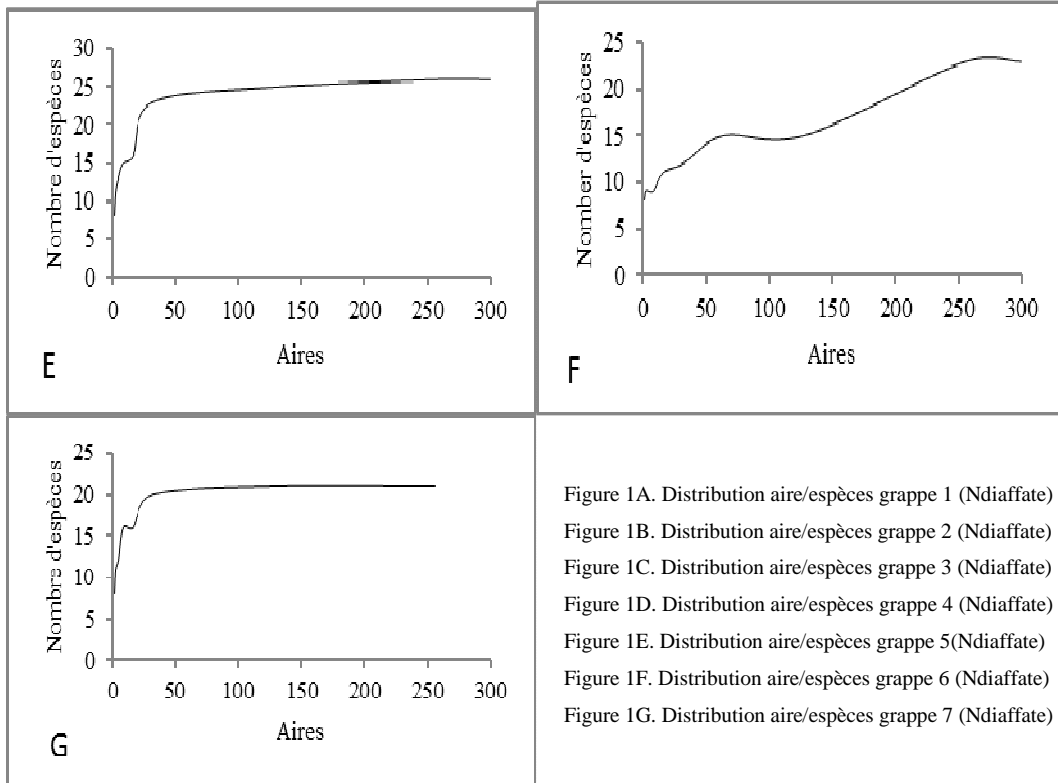 Nombre d'espèces
30
25
20
15
10
5
0
0 50 100 150 200 250 300
Aires
E
Nomber d'espèces
25
20
15
10
5
0
0 50 100 150 200 250 300
Aires
F
Nombre d'espèces
25
20
15
10
5
0
0 50 100 150 200 250 300
Aires
G
Figure 1A. Distribution aire/espèces grappe 1 (Ndiaffate)
Figure 1B. Distribution aire/espèces grappe 2 (Ndiaffate)
Figure 1C. Distribution aire/espèces grappe 3 (Ndiaffate)
Figure 1D. Distribution aire/espèces grappe 4 (Ndiaffate)
Figure 1E. Distribution aire/espèces grappe 5(Ndiaffate)
Figure 1F. Distribution aire/espèces grappe 6 (Ndiaffate)
Figure 1G. Distribution aire/espèces grappe 7 (Ndiaffate)